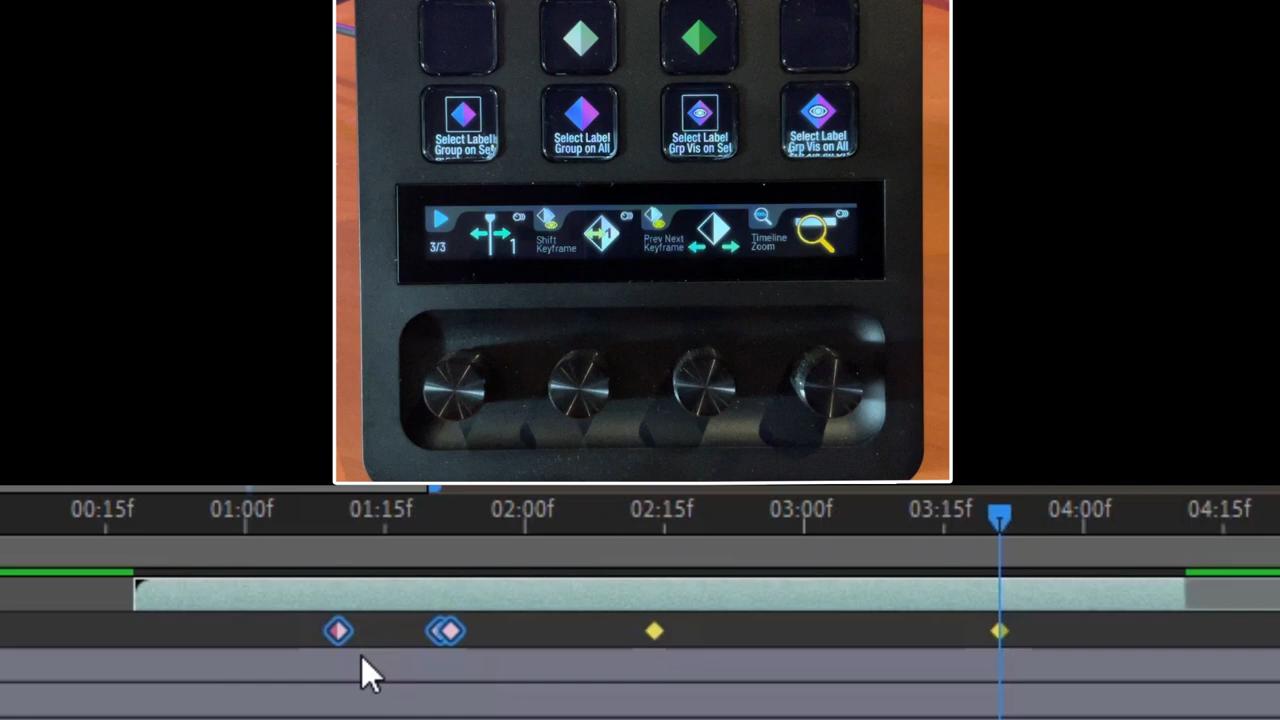 Select Label
Group on Sel
Select Label
Group on All
Select Label
Grp Vis on Sel
Select Label
Grp Vis on All
3/3
1
Shift
Keyframe
1
Prev Next
Keyframe
Timeline
Zoom
00:15f
01:00f
01:15f
02:00f
02:15f
03:00f
03:15f
04:00f
04:15f